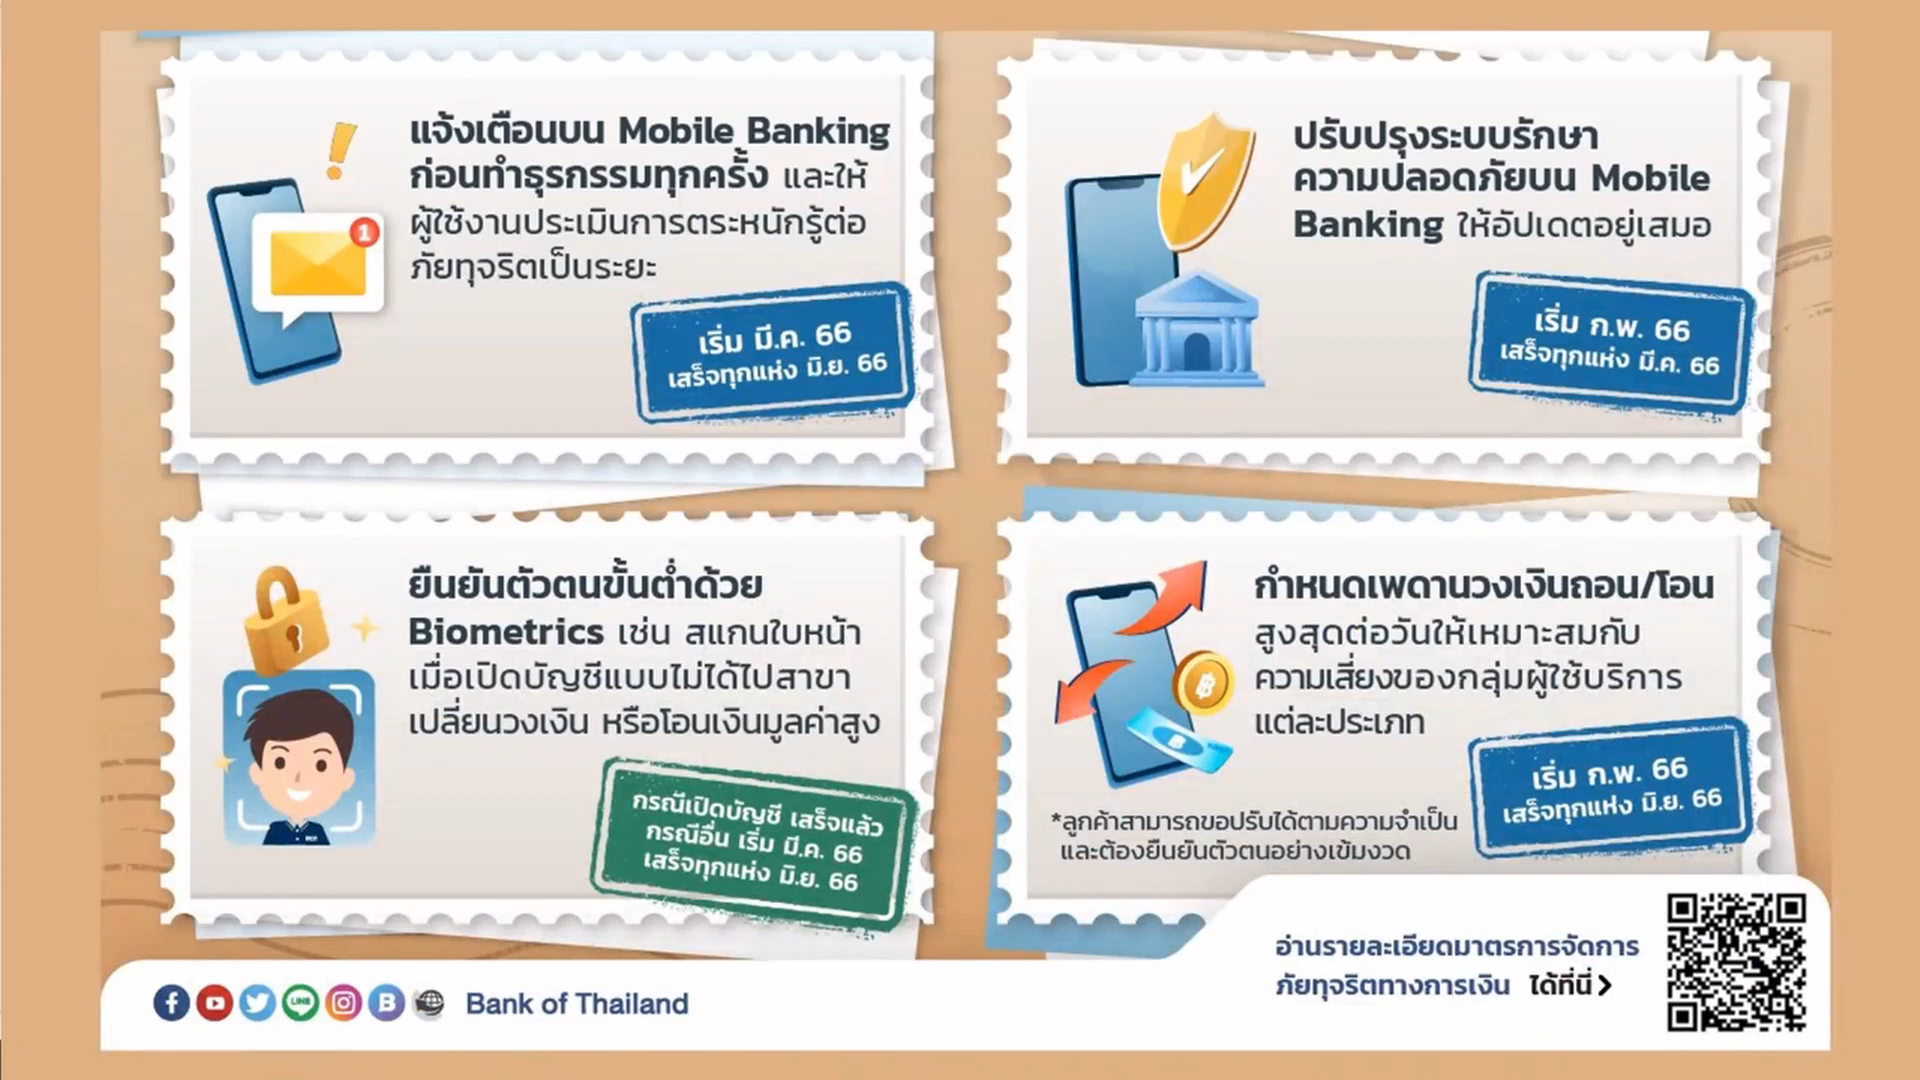 แจ้งเตือนบน Mobile Banking
ก่อนทำธุรกรรมทุกครั้ง และให้
ผู้ใช้งานประเมินการตระหนักรู้ต่อ
ภัยทุจริตเป็นระยะ
1
เริ่ม มี.ค. 66
เสร็จทุกแห่ง มิ.ย. 66
ปรับปรุงระบบรักษา
ความปลอดภัยบน Mobile
Banking ให้อัปเดตอยู่เสมอ
เริ่ม ก.พ. 66
เสร็จทุกแห่ง มี.ค. 66
ยืนยันตัวตนขั้นต่ำด้วย
Biometrics เช่น สแกนใบหน้า
เมื่อเปิดบัญชีแบบไม่ได้ไปสาขา
เปลี่ยนวงเงิน หรือโอนเงินมูลค่าสูง
กรณีเปิดบัญชี เสร็จแล้ว
กรณีอื่น เริ่ม มี.ค. 66
เสร็จทุกแห่ง มิ.ย. 66
กำหนดเพดานวงเงินถอน/โอน
สูงสุดต่อวันให้เหมาะสมกับ
ความเสี่ยงของกลุ่มผู้ใช้บริการ
แต่ละประเภท
฿
เริ่ม ก.พ. 66
เสร็จทุกแห่ง มิ.ย. 66
*ลูกค้าสามารถขอปรับได้ตามความจำเป็น
และต้องยืนยันตัวตนอย่างเข้มงวด
อ่านรายละเอียดมาตรการจัดการ
ภัยทุจริตทางการเงิน ได้ที่นี่
LINE
Bank of Thailand